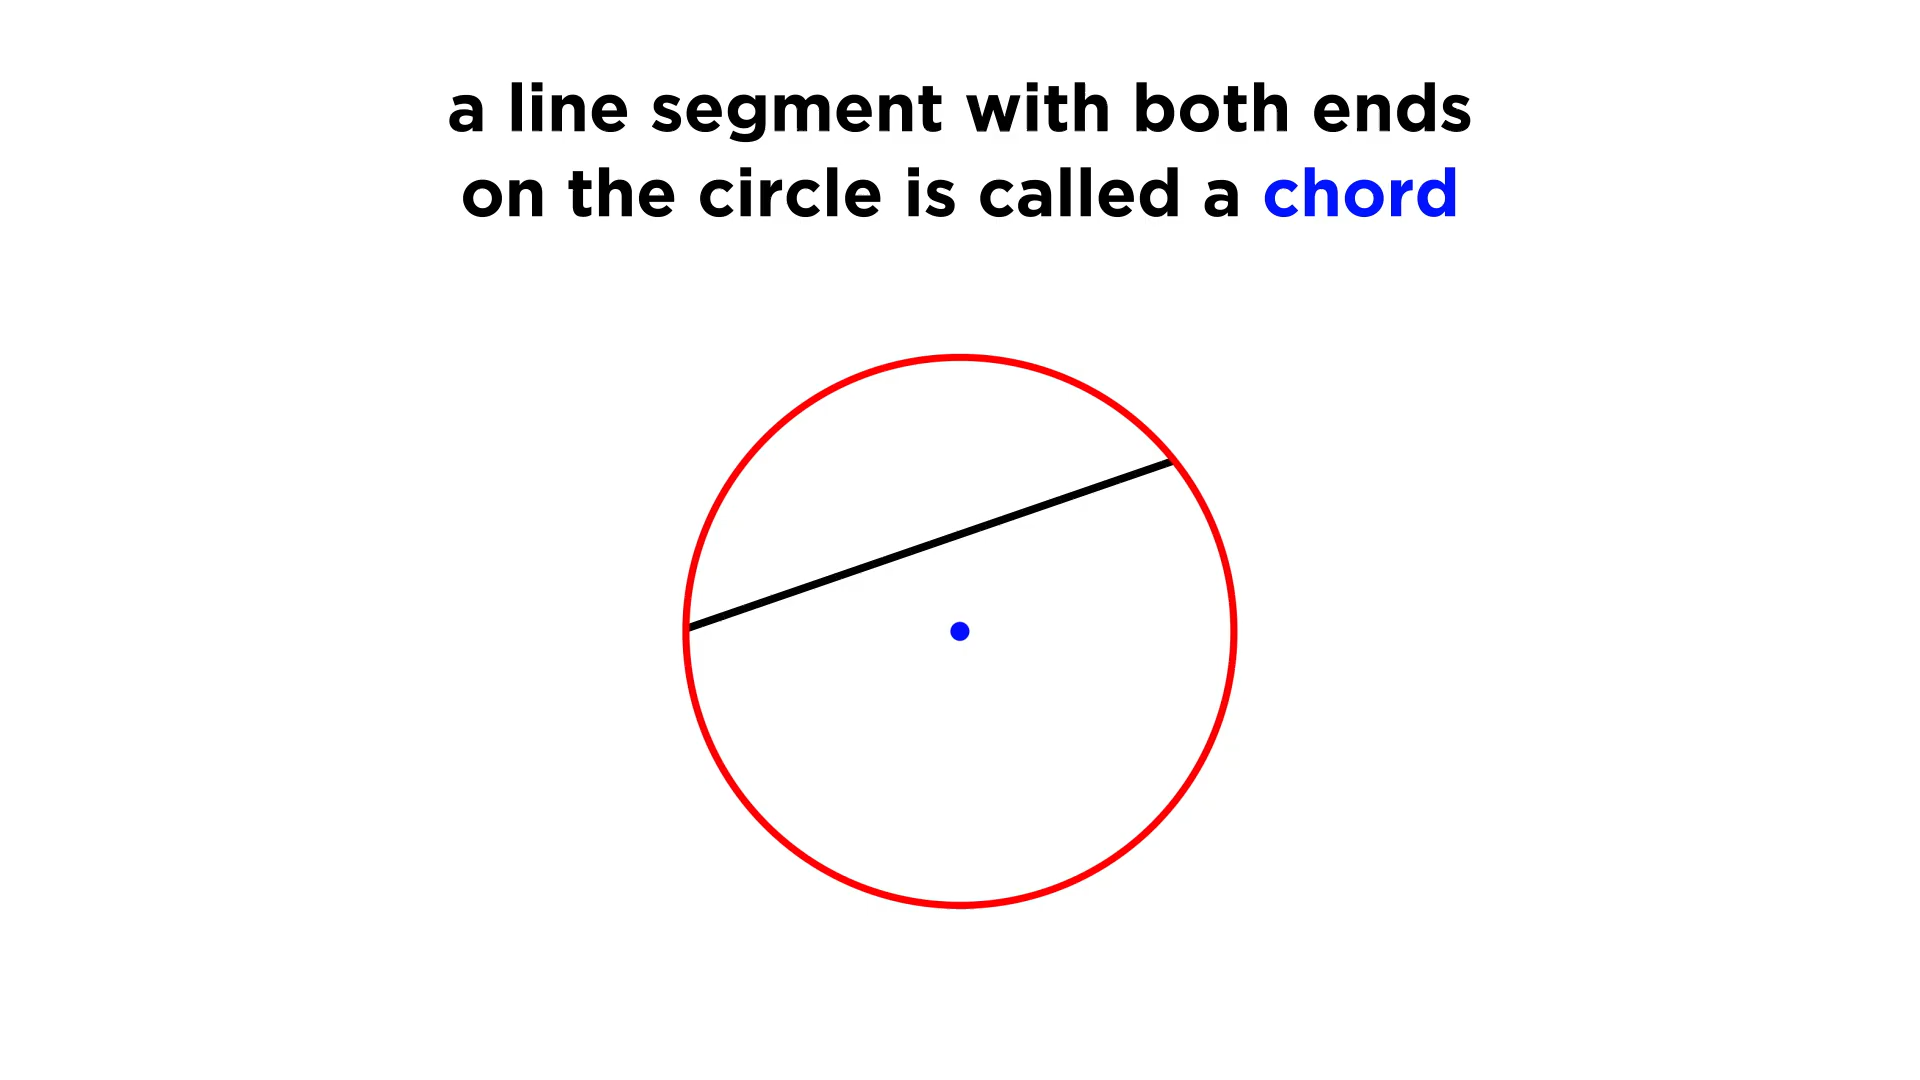 a line segment with both ends
on the circle is called a chord